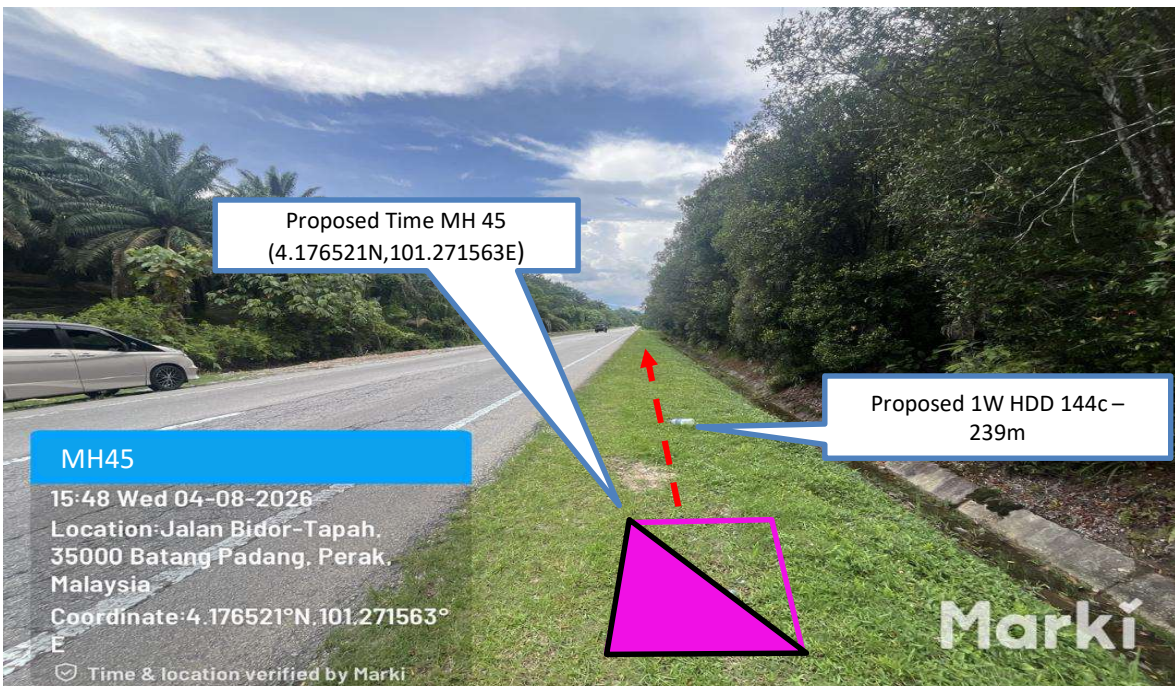 Proposed Time MH 45
(4.176521N,101.271563E)
Proposed 1W HDD 144c –
239m
MH45
15:48 Wed 04-08-2026
Location:Jalan Bidor-Tapah,
35000 Batang Padang, Perak,
Malaysia
Coordinate:4.176521°N,101.271563°
E
Time & location verified by Marki
Marki